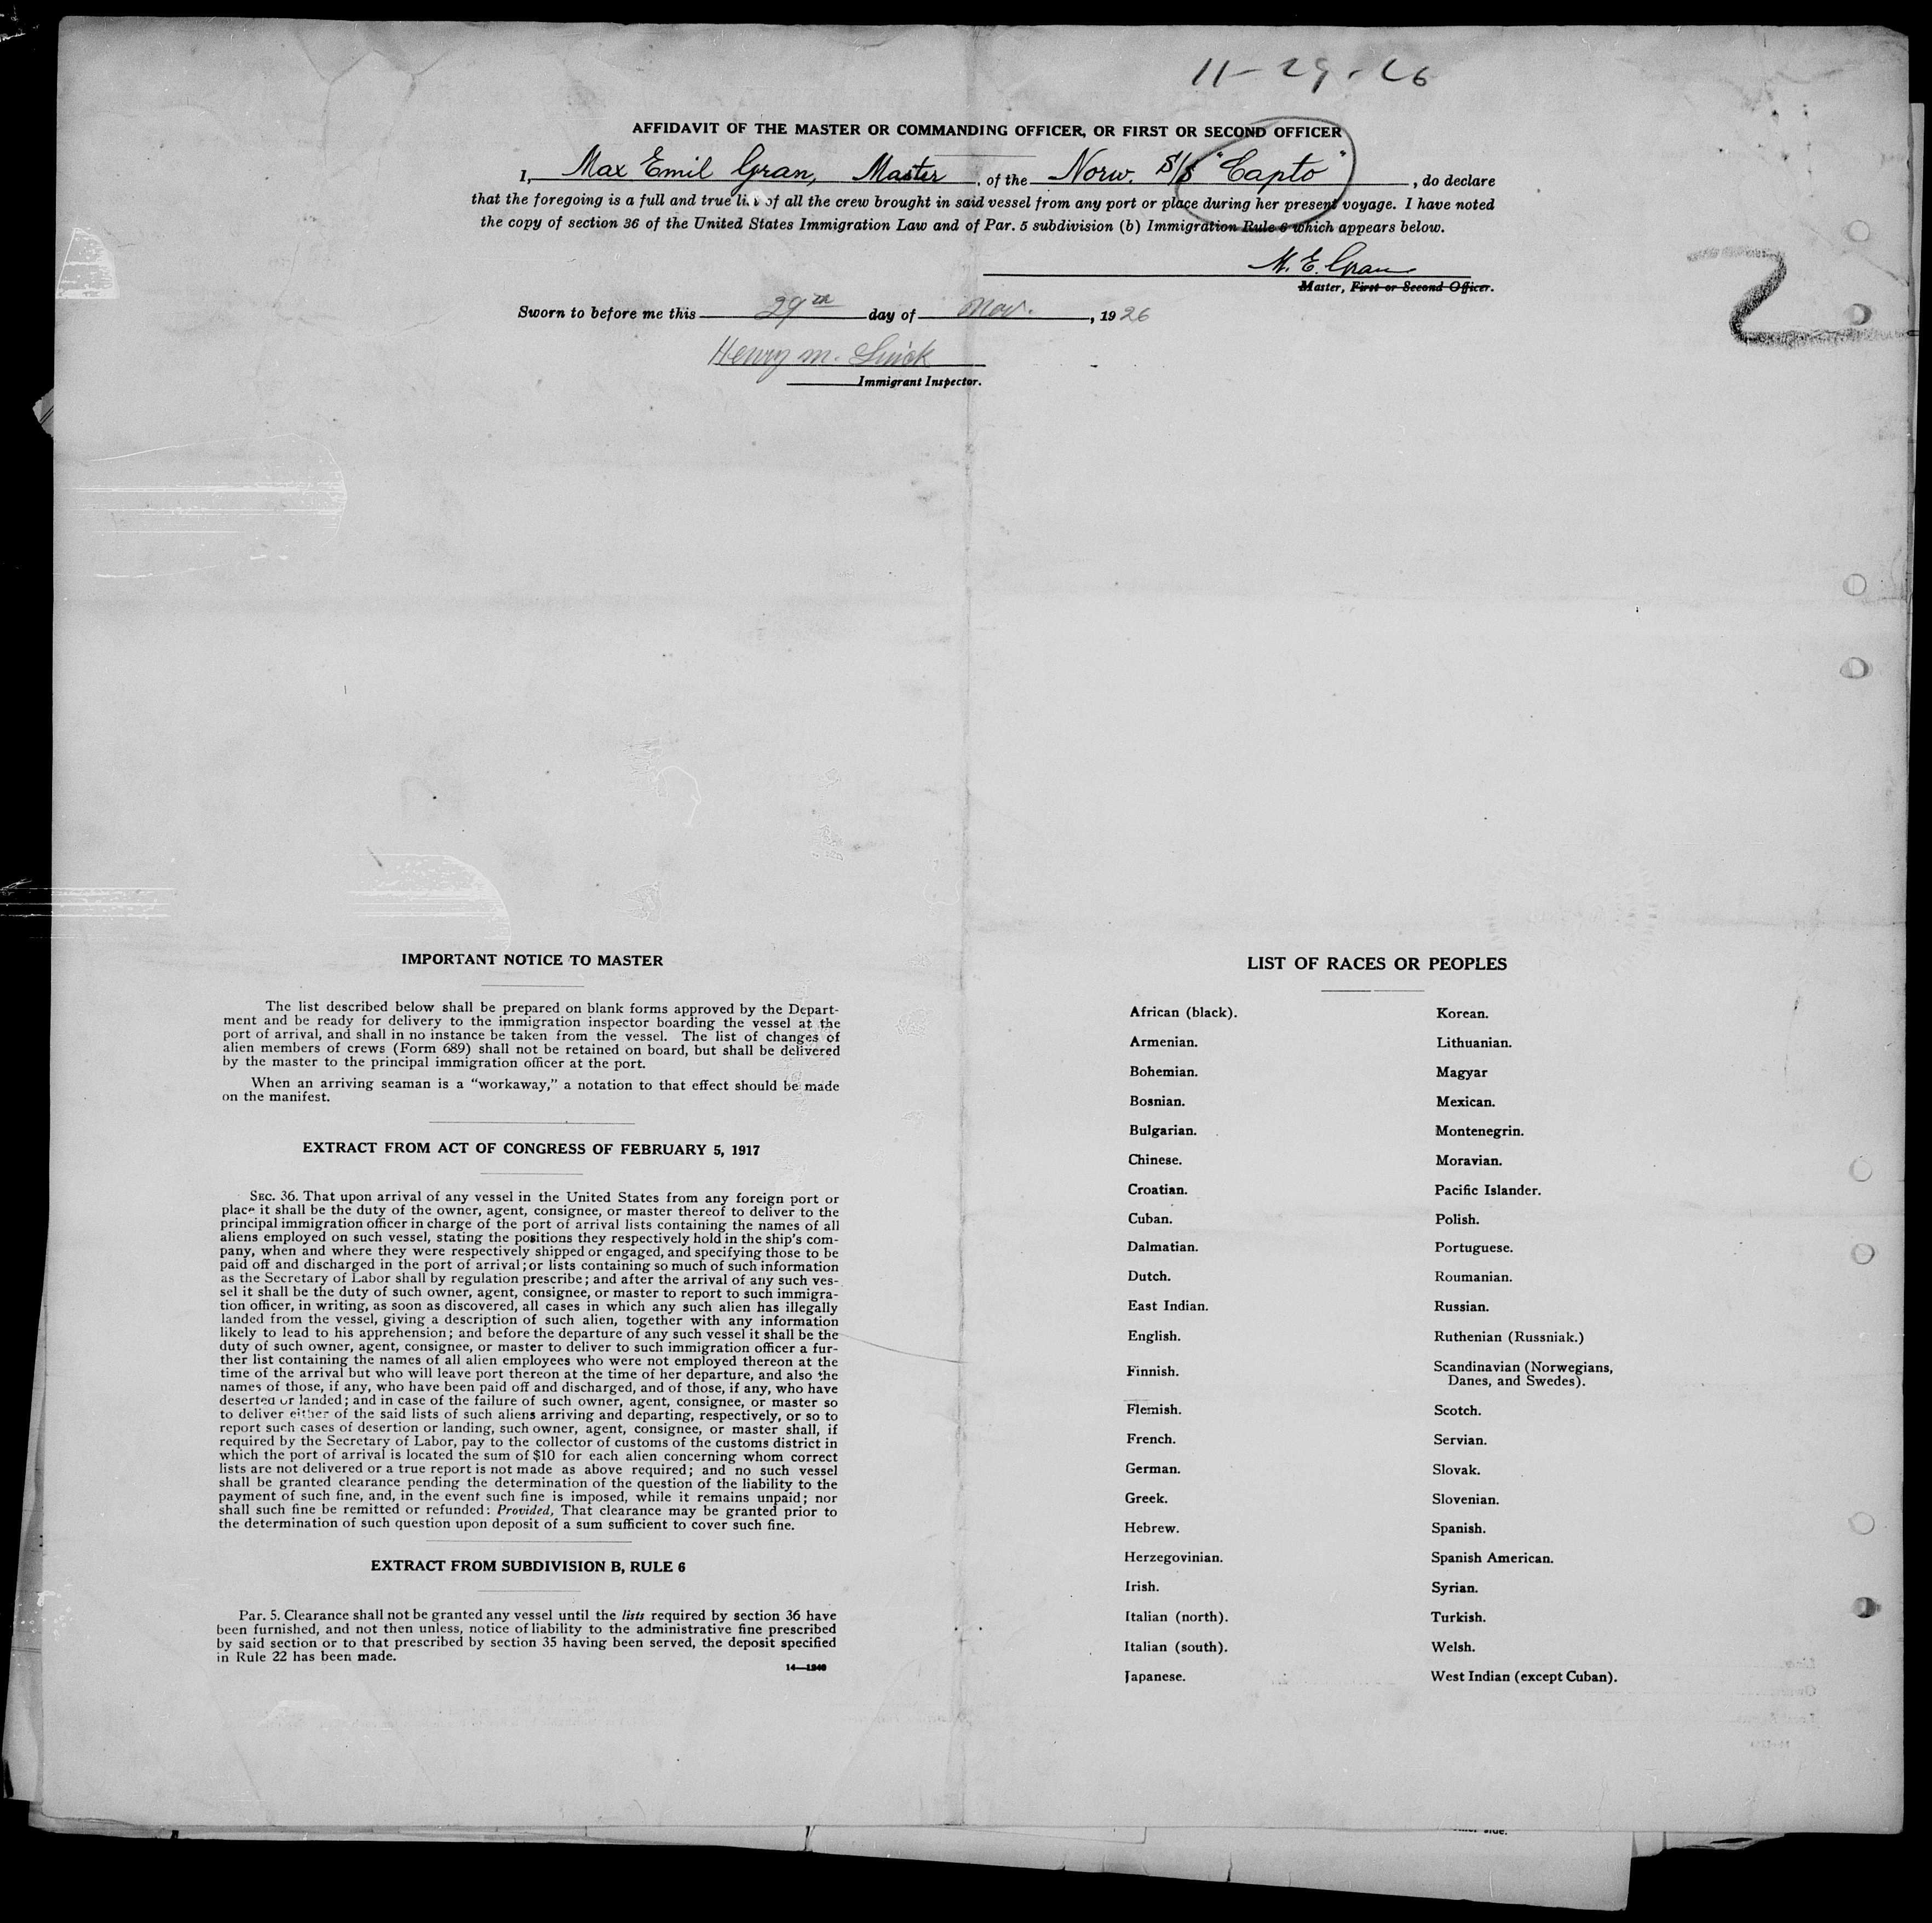 11-29-26
AFFIDAVIT OF THE MASTER OR COMMANDING OFFICER, OR FIRST OR SECOND OFFICER
I, Max Emil Gran, Master, of the Norw. S/S "Capto", do declare
that the foregoing is a full and true list of all the crew brought in said vessel from any port or place during her present voyage. I have noted
the copy of section 36 of the United States Immigration Law and of Par. 5 subdivision (b) Immigration Rule 6 which appears below.
M. E. Gran
Master, First or Second Officer.
2
Sworn to before me this 29th day of Nov., 1926
Henry M.
Immigrant Inspector.
IMPORTANT NOTICE TO MASTER
The list described below shall be prepared on blank forms approved by the Depart-
ment and be ready for delivery to the immigration inspector boarding the vessel at the
port of arrival, and shall in no instance be taken from the vessel. The list of changes of
alien members of crews (Form 689) shall not be retained on board, but shall be delivered
by the master to the principal immigration officer at the port.
When an arriving seaman is a "workaway," a notation to that effect should be made
on the manifest.
EXTRACT FROM ACT OF CONGRESS OF FEBRUARY 5, 1917
SEC. 36. That upon arrival of any vessel in the United States from any foreign port or
place it shall be the duty of the owner, agent, consignee, or master thereof to deliver to the
principal immigration officer in charge of the port of arrival lists containing the names of all
aliens employed on such vessel, stating the positions they respectively hold in the ship's com-
pany, when and where they were respectively shipped or engaged, and specifying those to be
paid off and discharged in the port of arrival; or lists containing so much of such information
as the Secretary of Labor shall by regulation prescribe; and after the arrival of any such ves-
sel it shall be the duty of such owner, agent, consignee, or master to report to such immigra-
tion officer, in writing, as soon as discovered, all cases in which any such alien has illegally
landed from the vessel, giving a description of such alien, together with any information
likely to lead to his apprehension; and before the departure of any such vessel it shall be the
duty of such owner, agent, consignee, or master to deliver to such immigration officer a fur-
ther list containing the names of all alien employees who were not employed thereon at the
time of the arrival but who will leave port thereon at the time of her departure, and also the
names of those, if any, who have been paid off and discharged, and of those, if any, who have
deserted or landed; and in case of the failure of such owner, agent, consignee, or master so
to deliver either of the said lists of such aliens arriving and departing, respectively, or so to
report such cases of desertion or landing, such owner, agent, consignee, or master shall, if
required by the Secretary of Labor, pay to the collector of customs of the customs district in
which the port of arrival is located the sum of $10 for each alien concerning whom correct
lists are not delivered or a true report is not made as above required; and no such vessel
shall be granted clearance pending the determination of the question of the liability to the
payment of such fine, and, in the event such fine is imposed, while it remains unpaid; nor
shall such fine be remitted or refunded: Provided, That clearance may be granted prior to
the determination of such question upon deposit of a sum sufficient to cover such fine.
EXTRACT FROM SUBDIVISION B, RULE 6
Par. 5. Clearance shall not be granted any vessel until the lists required by section 36 have
been furnished, and not then unless, notice of liability to the administrative fine prescribed
by said section or to that prescribed by section 35 having been served, the deposit specified
in Rule 22 has been made.
14—1240
LIST OF RACES OR PEOPLES
African (black).
Armenian.
Bohemian.
Bosnian.
Bulgarian.
Chinese.
Croatian.
Cuban.
Dalmatian.
Dutch.
East Indian.
English.
Finnish.
Flemish.
French.
German.
Greek.
Hebrew.
Herzegovinian.
Irish.
Italian (north).
Italian (south).
Japanese.
Korean.
Lithuanian.
Magyar
Mexican.
Montenegrin.
Moravian.
Pacific Islander.
Polish.
Portuguese.
Roumanian.
Russian.
Ruthenian (Russniak.)
Scandinavian (Norwegians,
Danes, and Swedes).
Scotch.
Servian.
Slovak.
Slovenian.
Spanish.
Spanish American.
Syrian.
Turkish.
Welsh.
West Indian (except Cuban).
side.